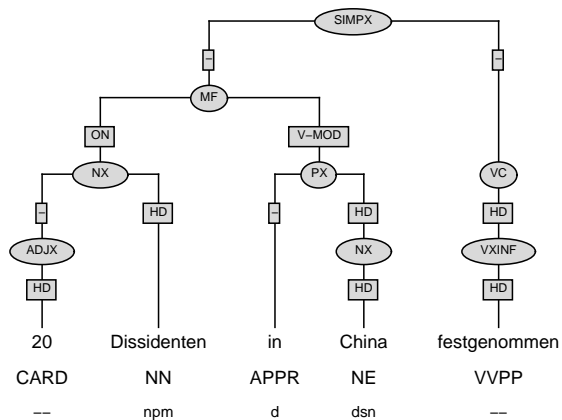 SIMPX
– –
MF
ON V–MOD
NX PX VC
– HD – HD HD
ADJX NX VXINF
HD HD HD
20 Dissidenten in China festgenommen
CARD NN APPR NE VVPP
–– npm d dsn ––